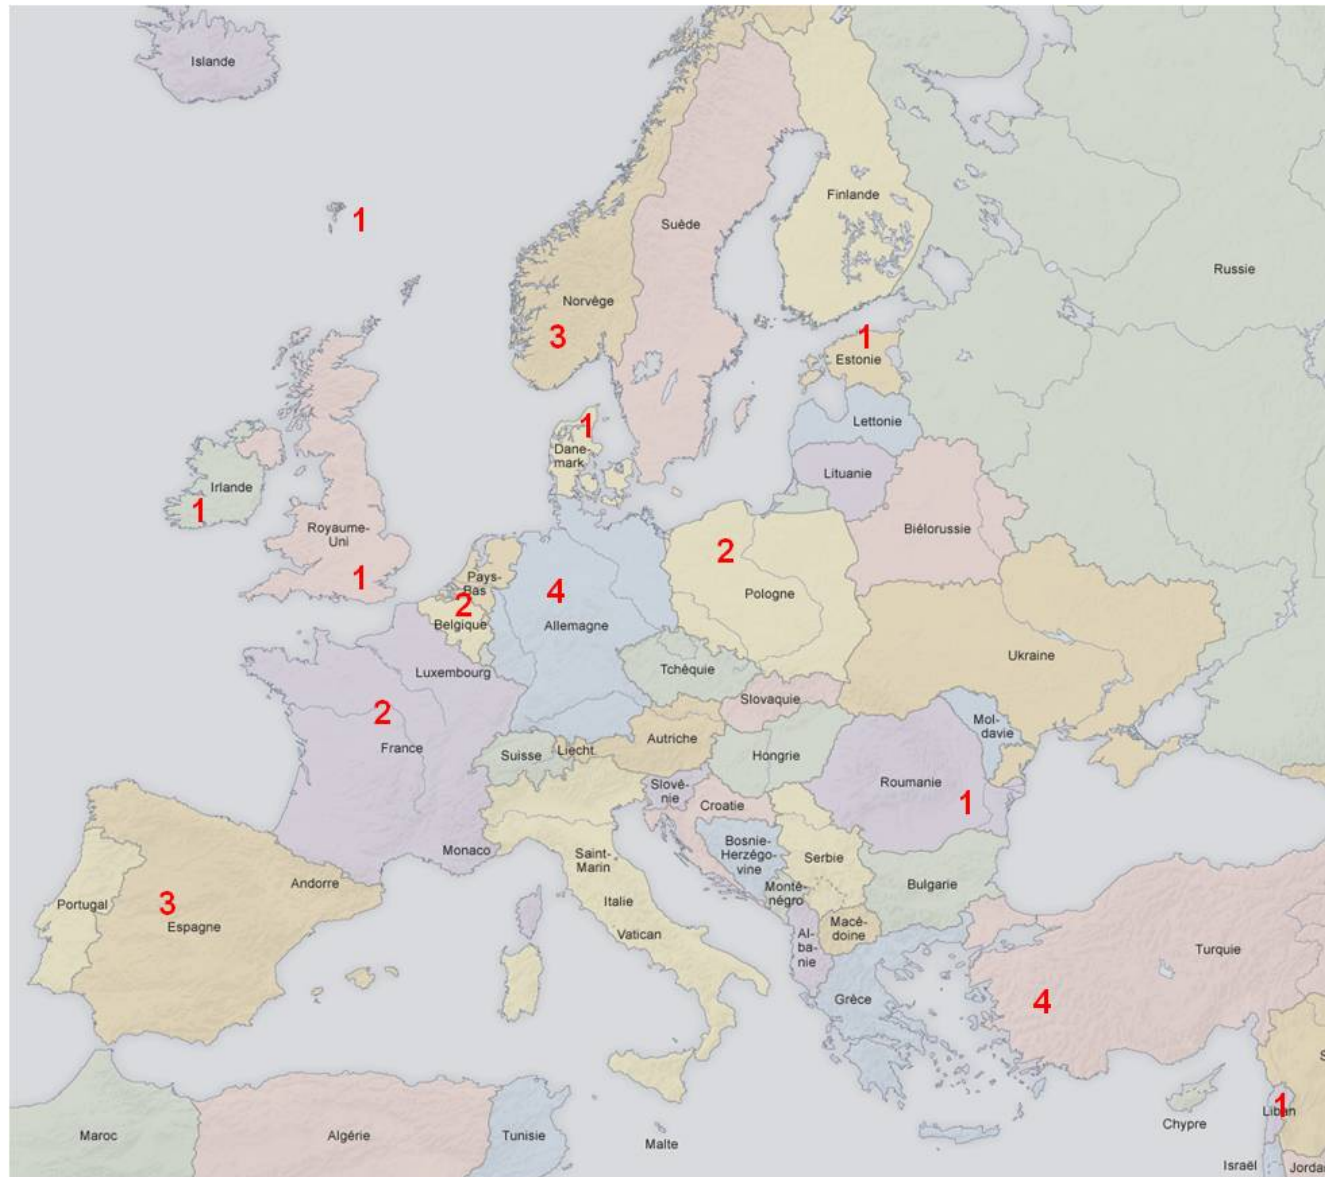 Islande
1
Finlande
Suède
Russie
Norvège
3
1
Estonie
1
Dane-
mark
Lettonie
Lituanie
Irlande
1
Royaume-
Uni
1
Biélorussie
2
Pologne
Pays-
Bas
2
Belgique
4
Allemagne
Ukraine
Tchéquie
Luxembourg
Slovaquie
2
France
Mol-
davie
Suisse
Liecht.
Autriche
Hongrie
Slové-
nie
Roumanie
1
Croatie
Bosnie-
Herzégo-
vine
Serbie
Monaco
Saint-
Marin
Andorre
Bulgarie
Monté-
négro
Portugal
3
Espagne
Italie
Vatican
Macé-
doine
Al-
ba-
nie
Turquie
4
Grèce
S
1
Liban
Chypre
Maroc
Algérie
Tunisie
Malte
Israël
Jorda